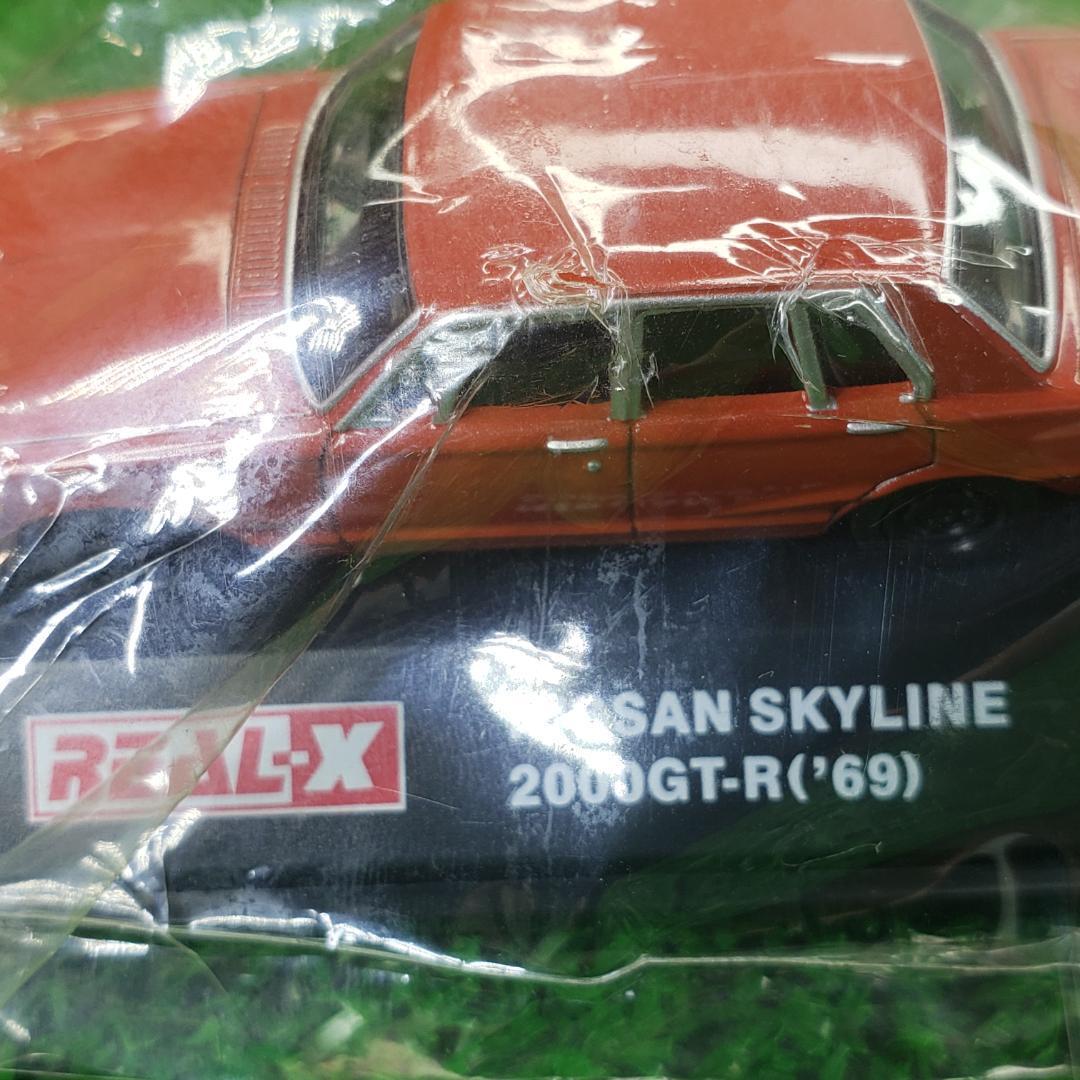 REAL-X
SAN SKYLINE
2000GT-R('69)